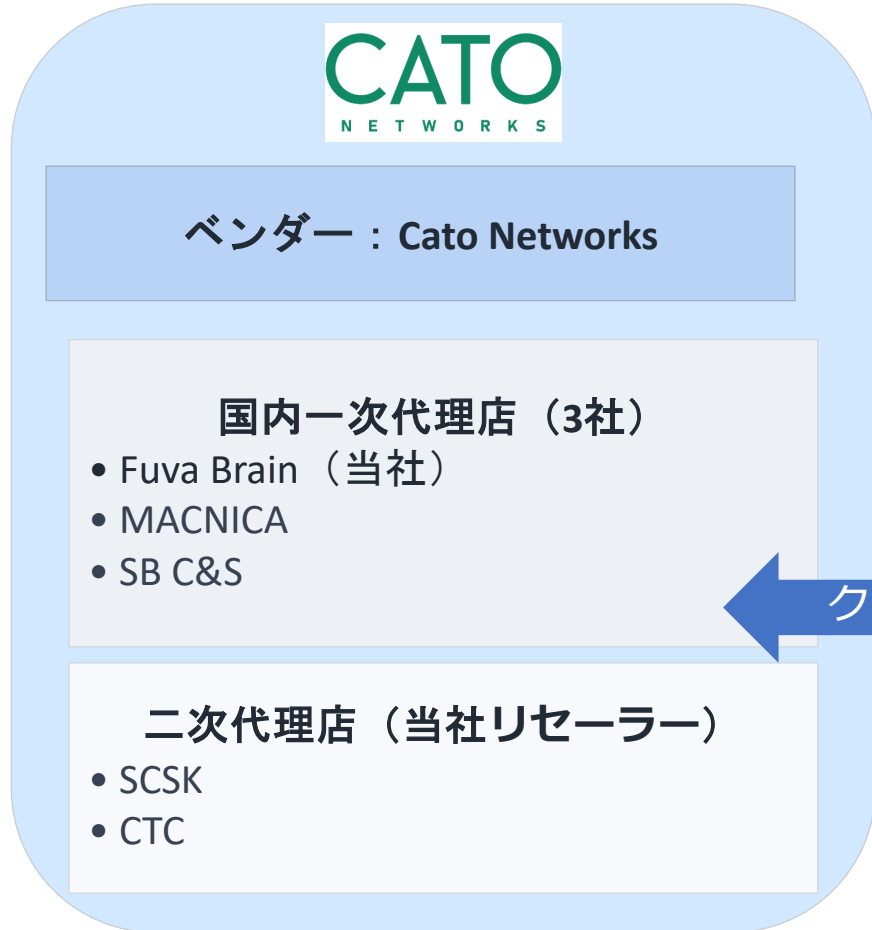 CATO
NETWORKS
ベンダー：Cato Networks
国内一次代理店（3社）
• Fuva Brain（当社）
• MACNICA
• SB C&S
ク
二次代理店（当社リセーラー）
• SCSK
• CTC